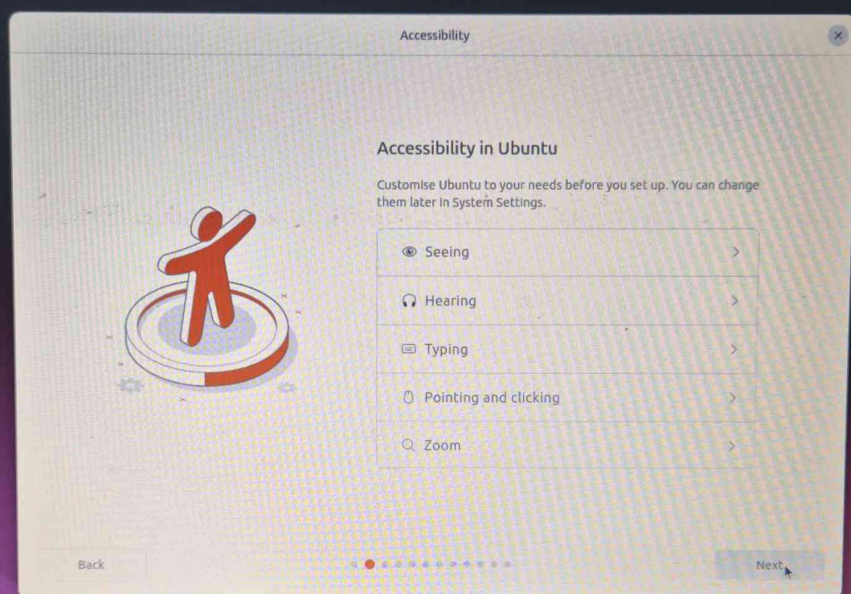 Accessibility
Accessibility in Ubuntu
Customise Ubuntu to your needs before you set up. You can change
them later in System Settings.
Seeing
Hearing
Typing
Pointing and clicking
Zoom
Back
Next